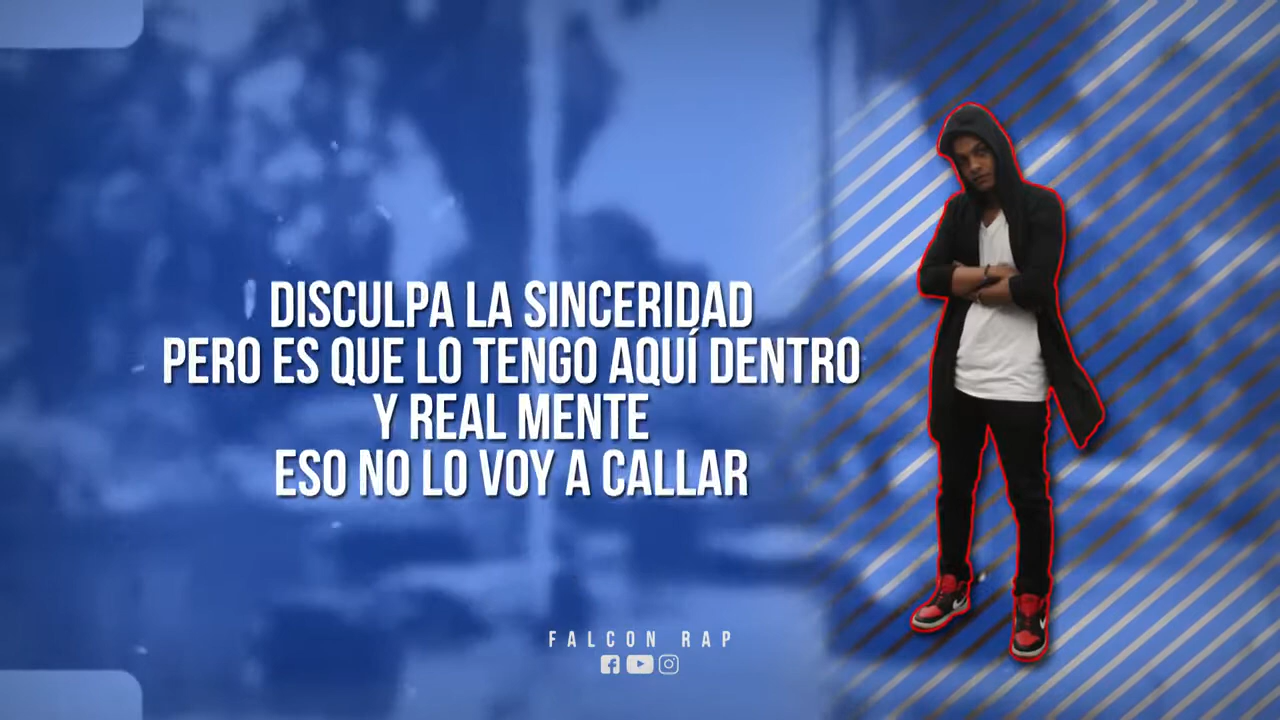 DISCULPA LA SINCERIDAD
PERO ES QUE LO TENGO AQUÍ DENTRO
Y REAL MENTE
ESO NO LO VOY A CALLAR
FALCON RAP